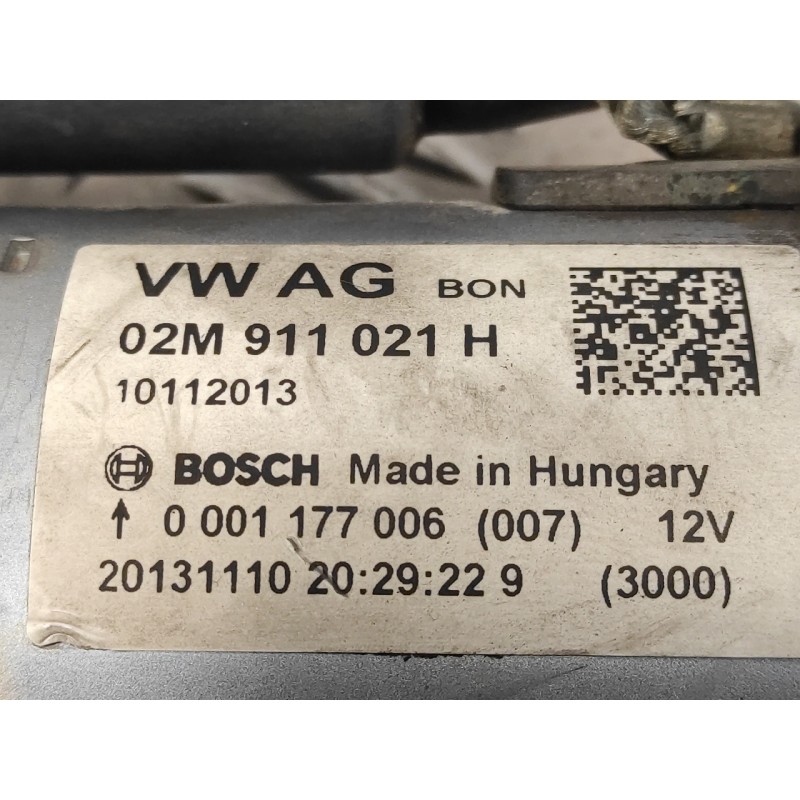 VW AG BON
02M 911 021 H
10112013
BOSCH Made in Hungary
↑ 0 001 177 006 (007) 12V
20131110 20:29:22 9 (3000)